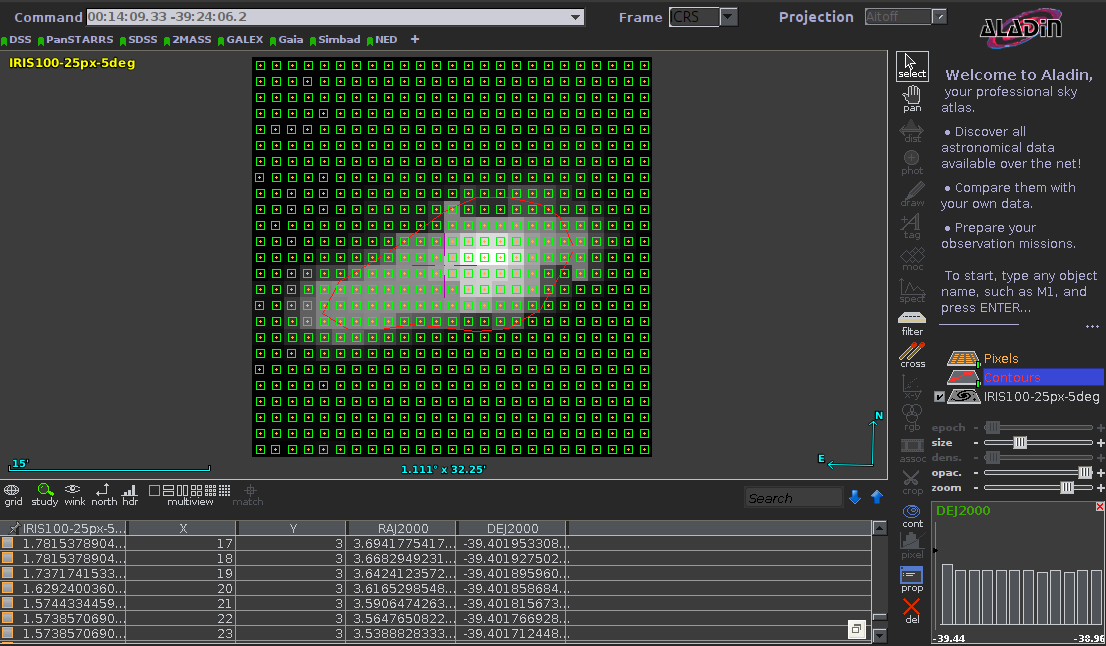 Command 00:14:09.33 -39:24:06.2 Frame ICRS Projection Aitoff
ALADIN
DSS PanSTARRS SDSS 2MASS GALEX Gaia Simbad NED +
IRIS100-25px-5deg
15'
1.111° x 32.25'
N
E
select
pan
dist
phot
draw
tag
moc
spect
filter
cross
x-y
rgb
assoc
crop
cont
pixel
prop
del
Welcome to Aladin,
your professional sky
atlas.
• Discover all
astronomical data
available over the net!
• Compare them with
your own data.
• Prepare your
observation missions.
To start, type any object
name, such as M1, and
press ENTER...
...
Pixels
Contours
IRIS100-25px-5deg
epoch - +
size - +
dens. - +
opac. - +
zoom - +
grid study wink north hdr multiview match Search
IRIS100-25px-5... X Y RAJ2000 DEJ2000
1.7815378904... 17 3 3.6941775417... -39.401953308...
1.7815378904... 18 3 3.6682949231... -39.401927502...
1.7371741533... 19 3 3.6424123572... -39.401895960...
1.6292400360... 20 3 3.6165298548... -39.401858684...
1.5744334459... 21 3 3.5906474263... -39.401815673...
1.5738570690... 22 3 3.5647650822... -39.401766928...
1.5738570690... 23 3 3.5388828333... -39.401712448...
DEJ2000
-39.44 -38.96